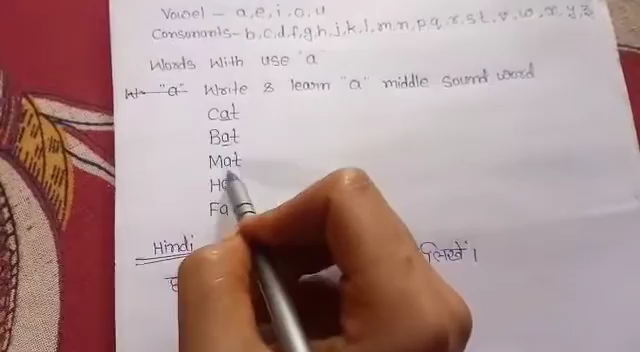 Vowel - a, e, i, o, u
Consonants - b, c, d, f, g, h, j, k, l, m, n, p, q, r, s, t, v, w, x, y, z
Words with use "a"
"a" Write & learn "a" middle sound word
Cat
Bat
Mat
Hindi
लिखें।